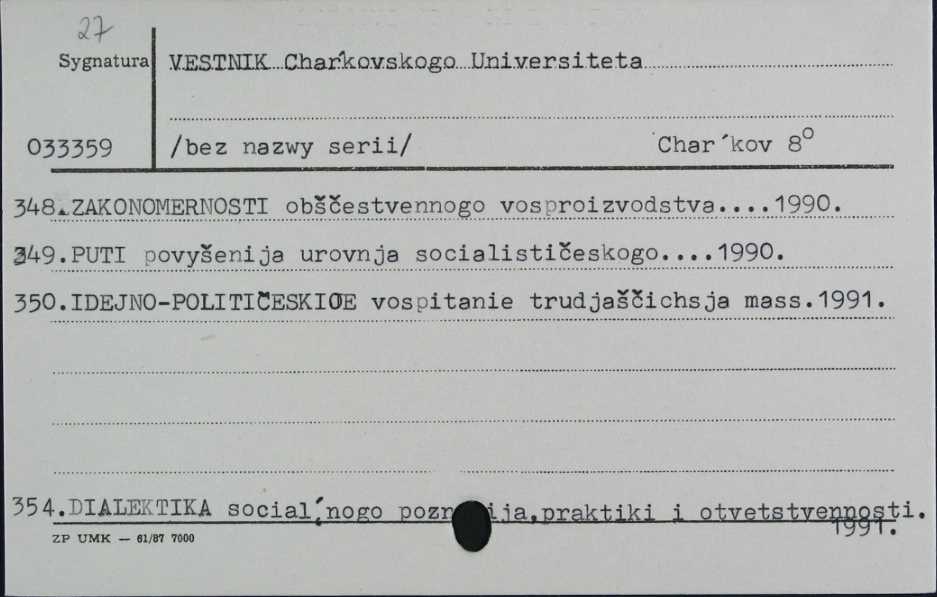 27
Sygnatura VESTNIK Char´kovskogo Universiteta
033359 /bez nazwy serii/ Char´kov 8º
348.ZAKONOMERNOSTI obščestvennogo vosproizvodstva....1990.
349.PUTI povyšenija urovnja socialističeskogo....1990.
350.IDEJNO-POLITIČESKIOE vospitanie trudjaščichsja mass.1991.
354.DIALEKTIKA social´nogo ,praktiki i otvetstvennosti.
1991.
ZP UMK — 61/87 7000